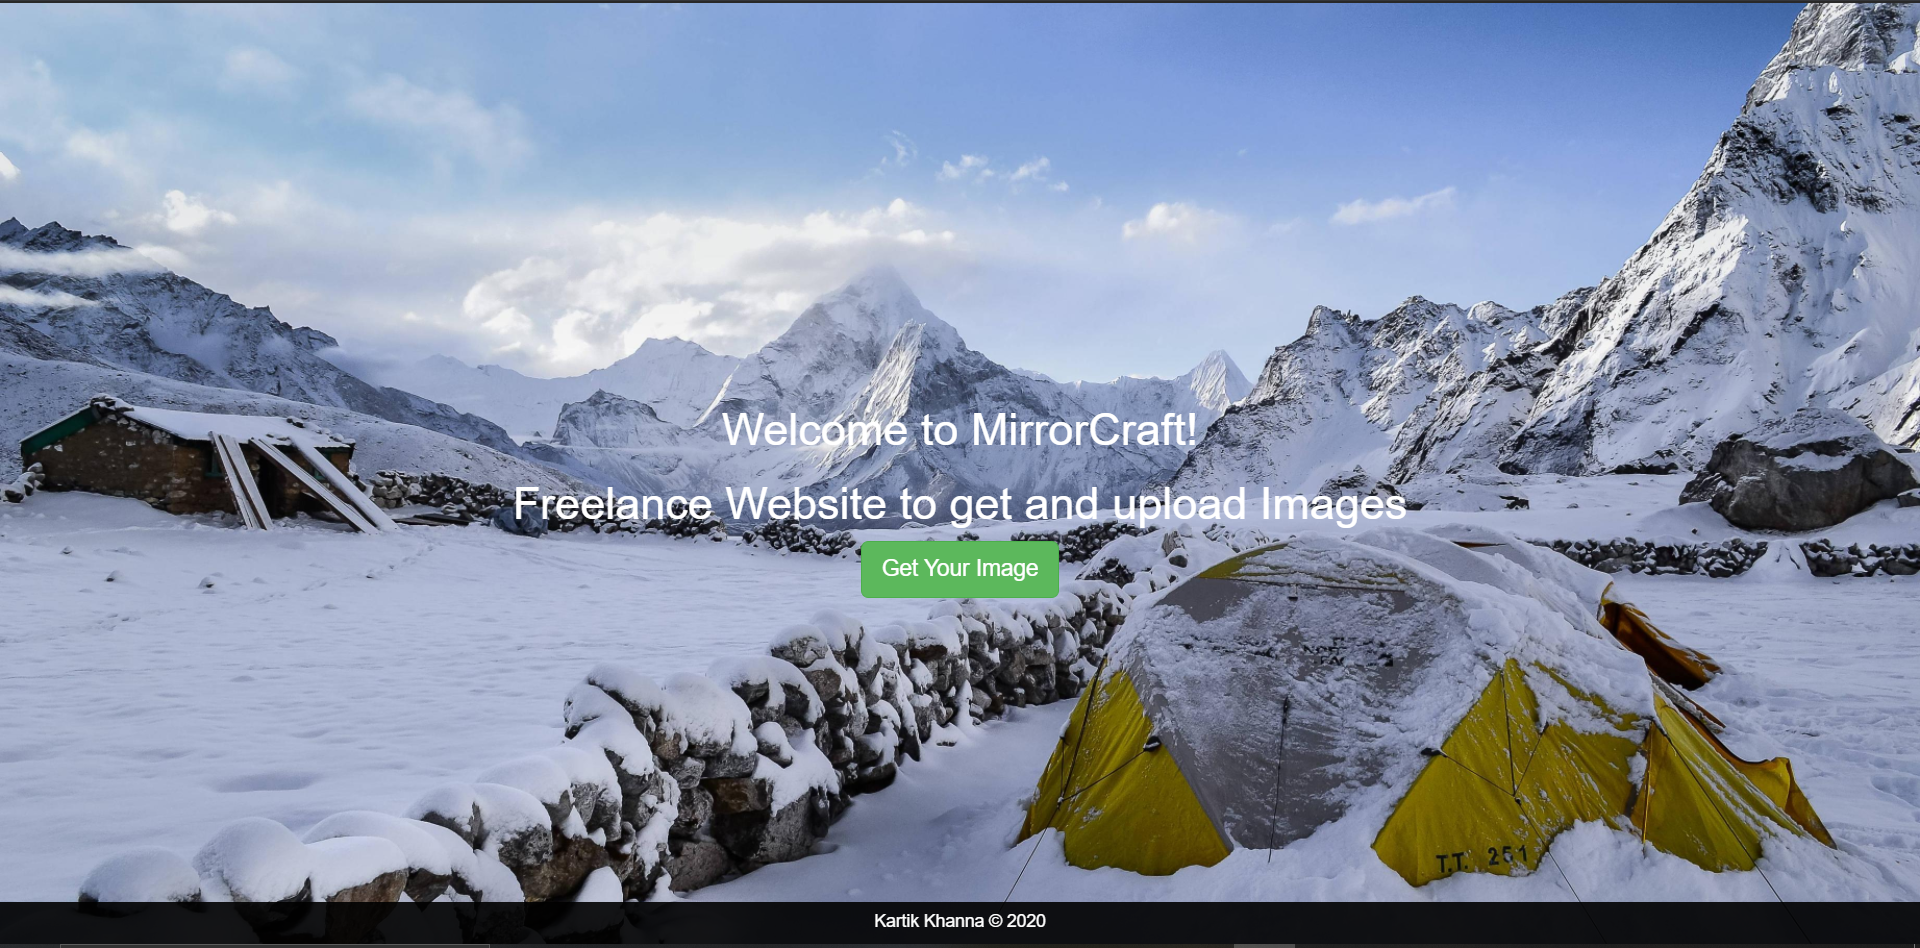 Welcome to MirrorCraft!
Freelance Website to get and upload Images
Get Your Image
T.T. 251
Kartik Khanna © 2020